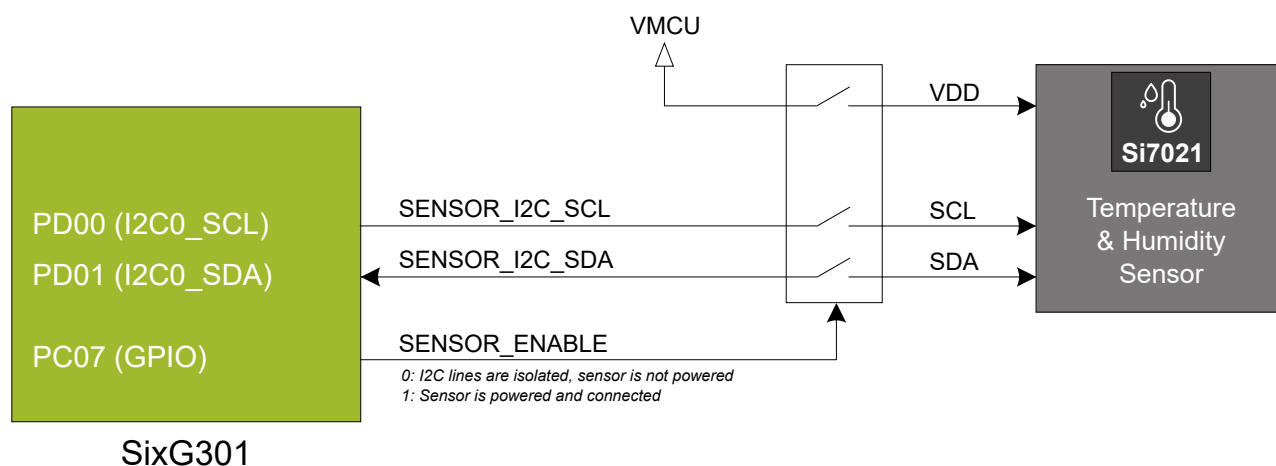 VMCU
VDD
Si7021
PD00 (I2C0_SCL)
SENSOR_I2C_SCL
SCL
Temperature
& Humidity
Sensor
PD01 (I2C0_SDA)
SENSOR_I2C_SDA
SDA
PC07 (GPIO)
SENSOR_ENABLE
0: I2C lines are isolated, sensor is not powered
1: Sensor is powered and connected
SixG301